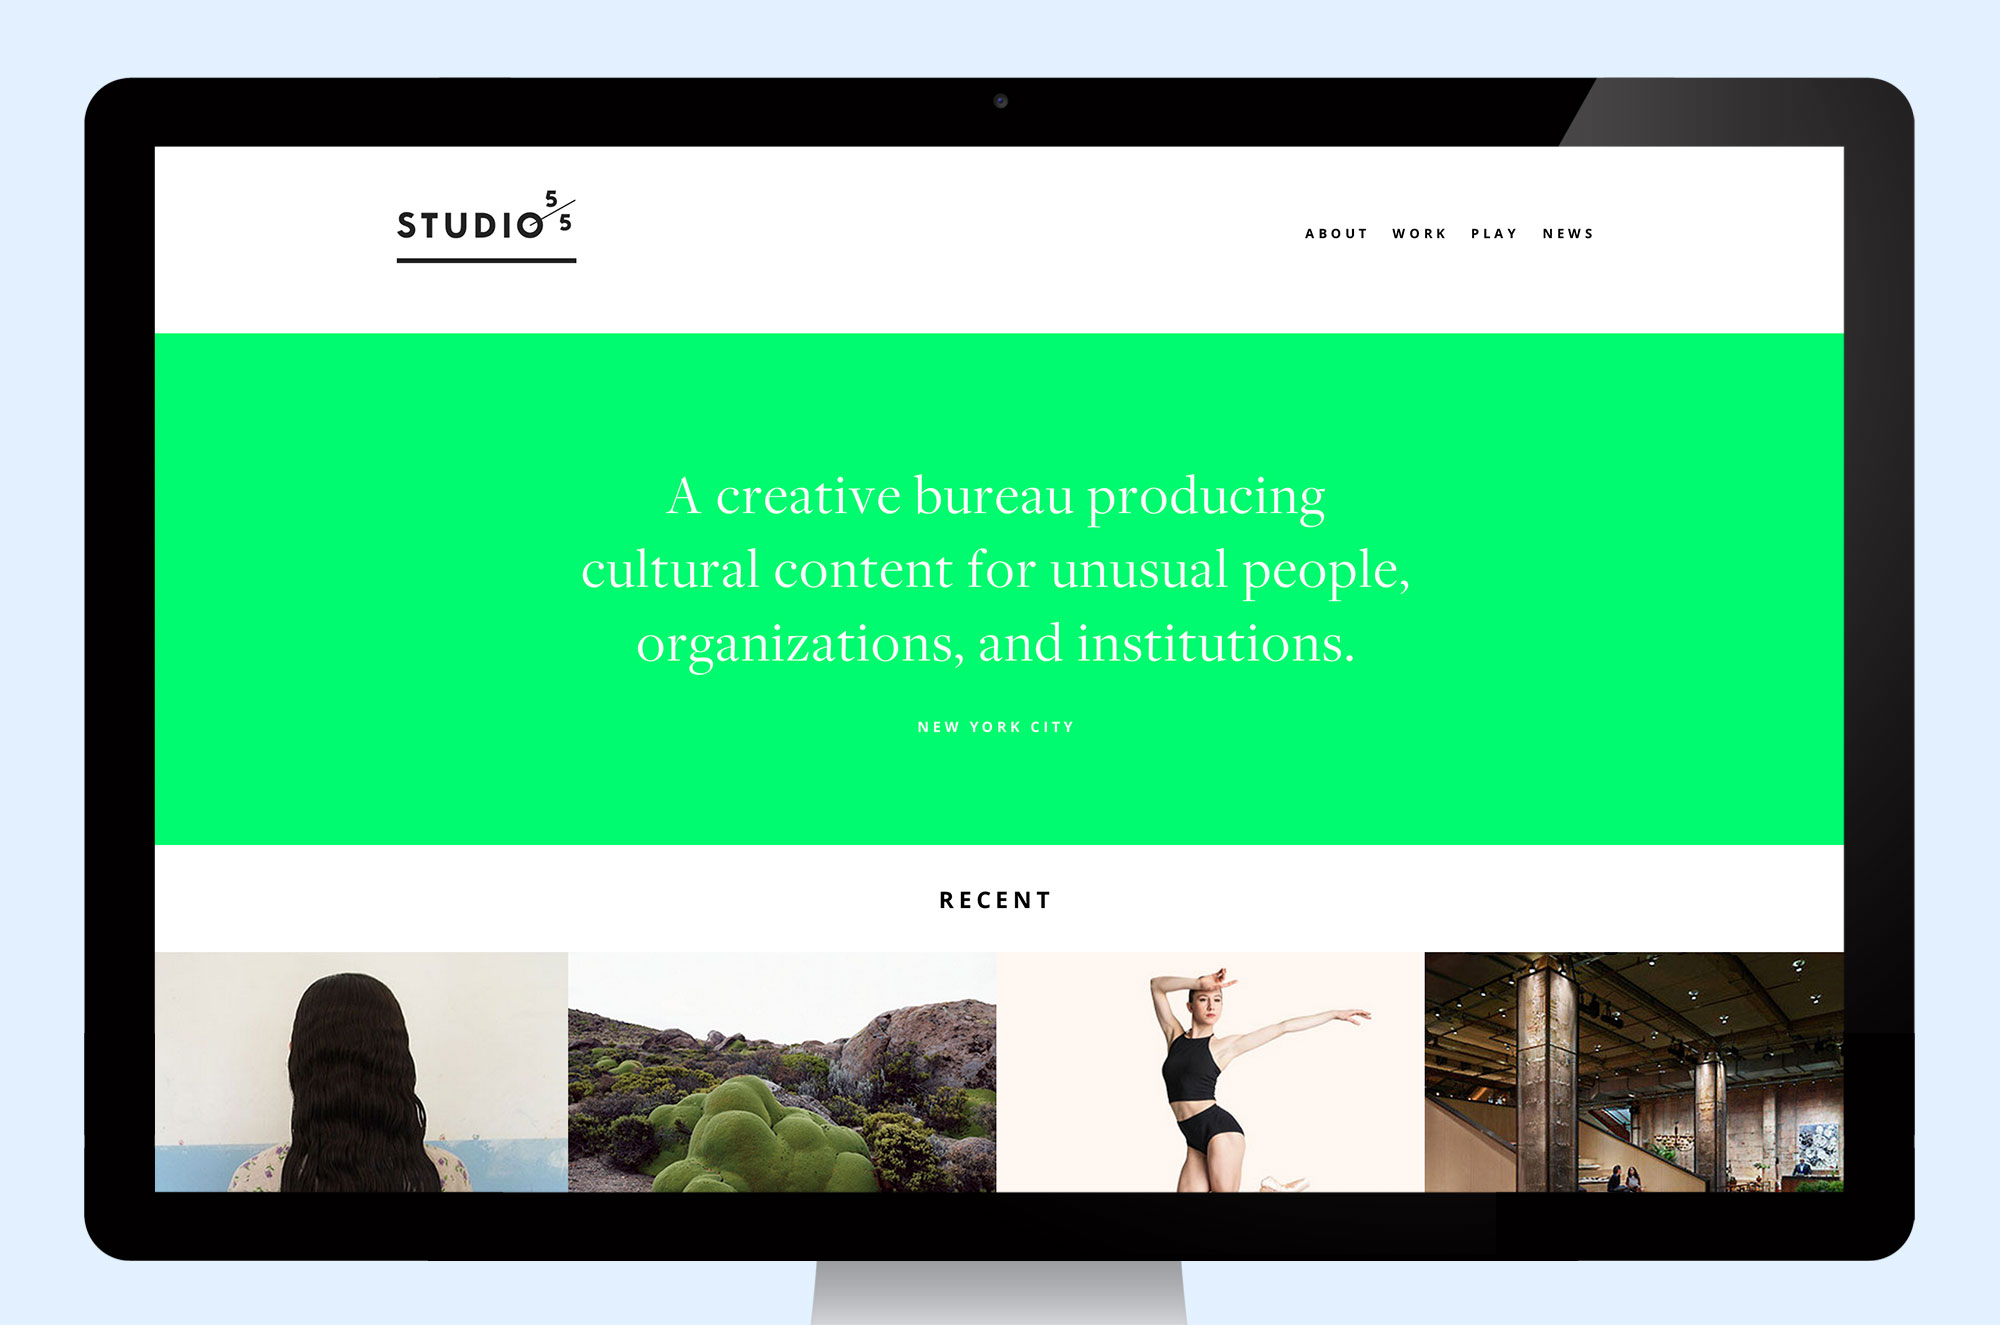 STUDIO 5/5
ABOUT WORK PLAY NEWS
A creative bureau producing
cultural content for unusual people,
organizations, and institutions.
NEW YORK CITY
RECENT